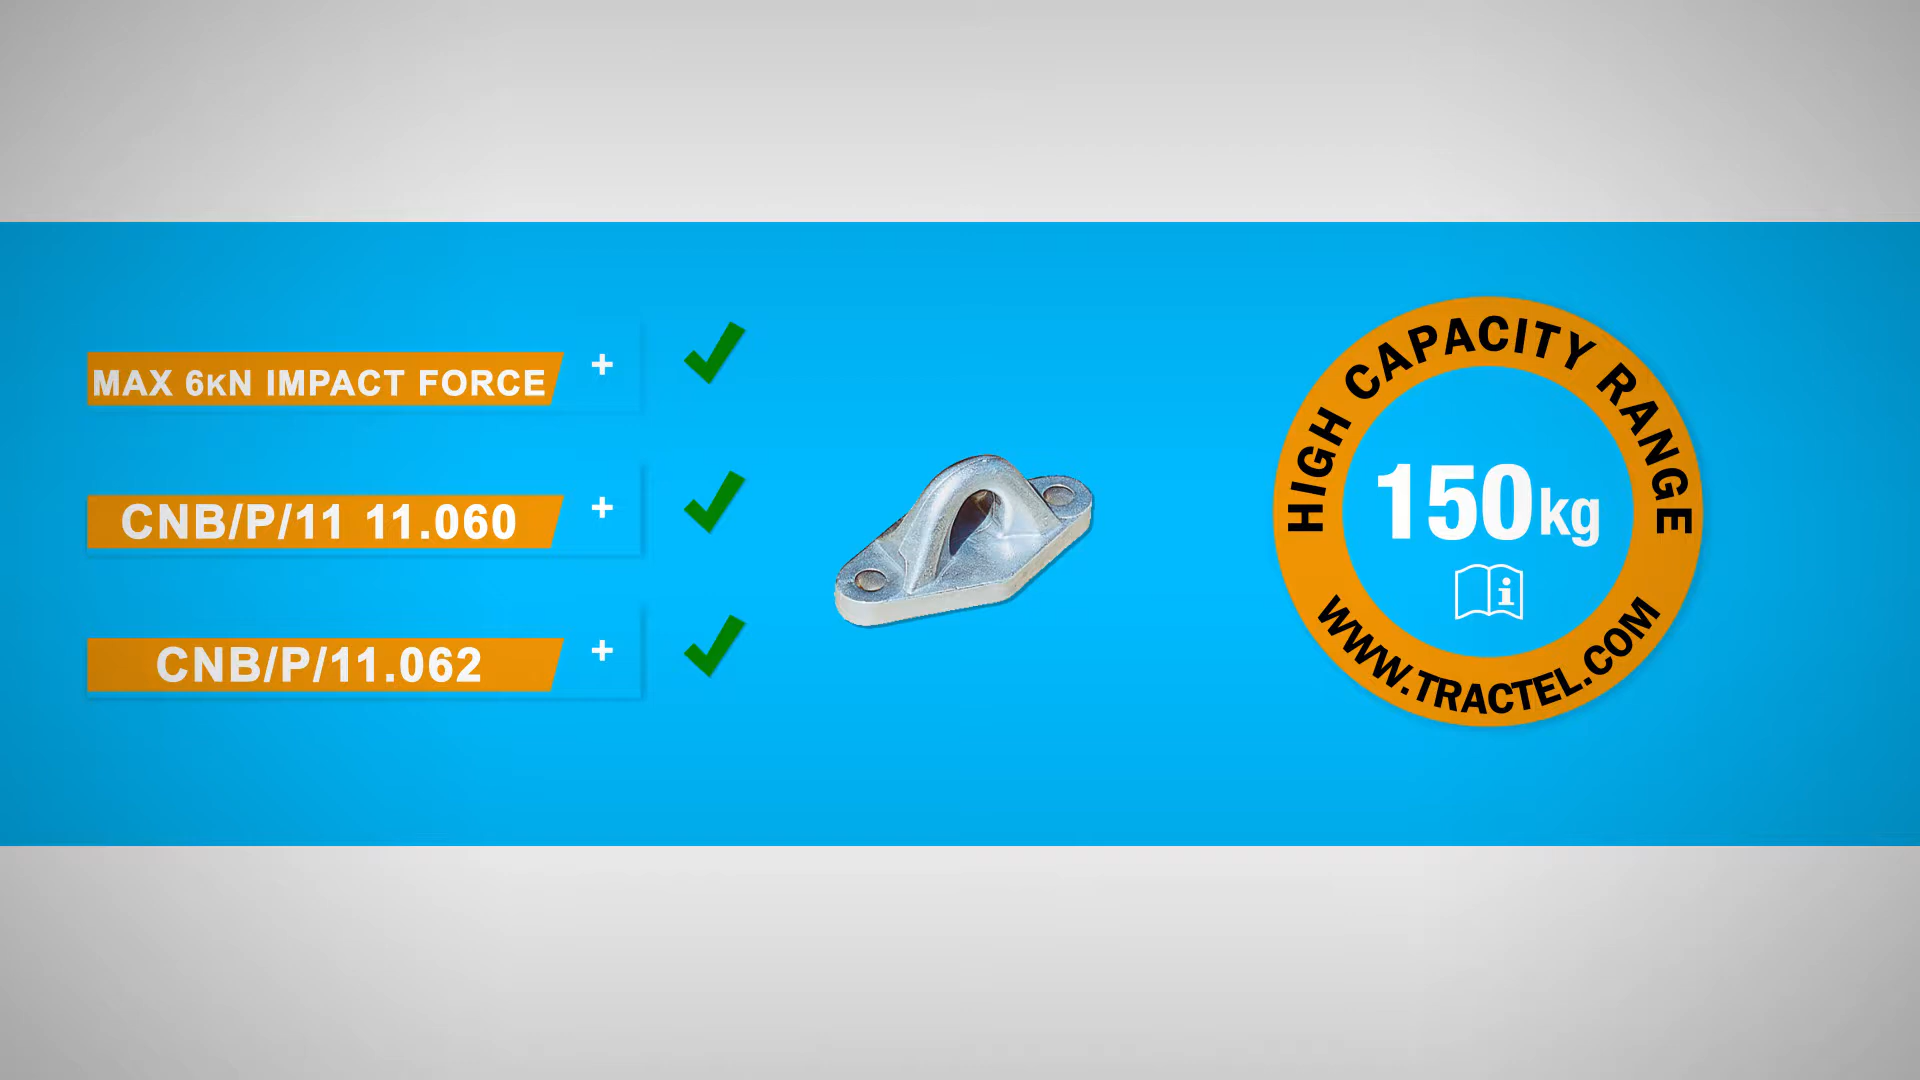 MAX 6KN IMPACT FORCE +
CNB/P/11 11.060 +
CNB/P/11.062 +
HIGH CAPACITY RANGE
150kg
i
WWW.TRACTEL.COM